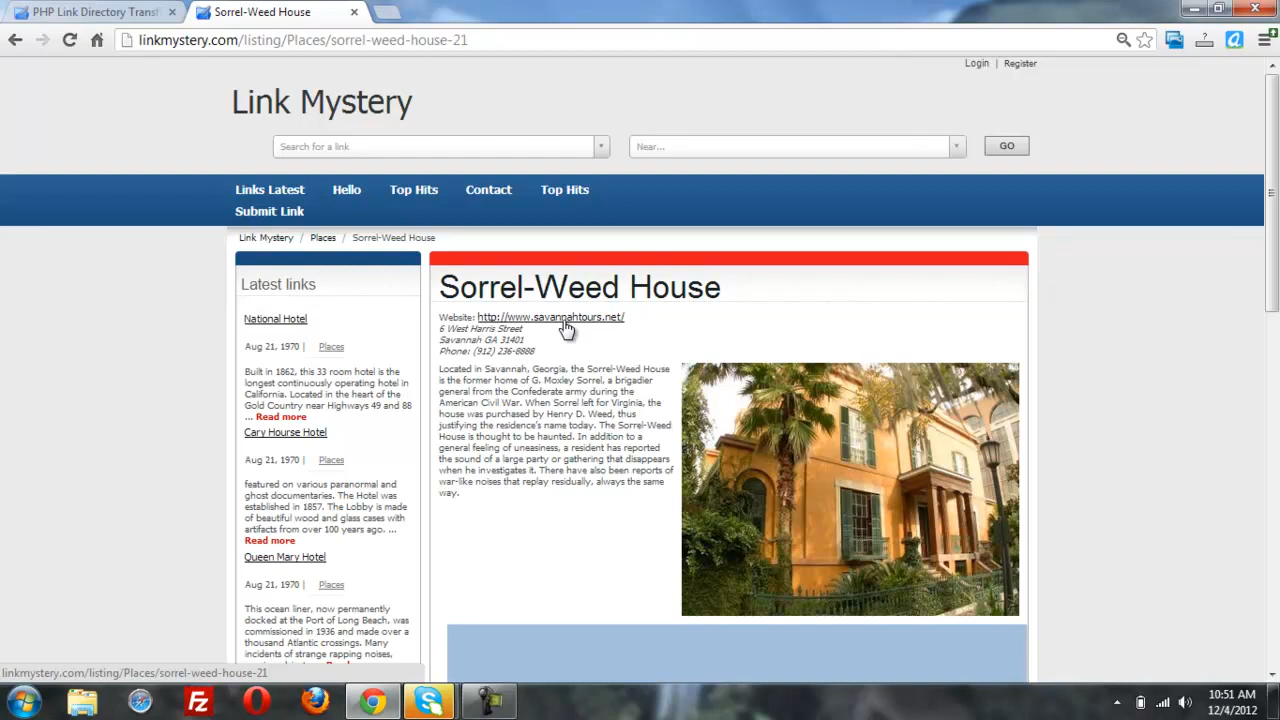 PHP Link Directory Transf
Sorrel-Weed House
linkmystery.com/listing/Places/sorrel-weed-house-21
Login | Register
Link Mystery
Search for a link
Near...
GO
Links Latest Hello Top Hits Contact Top Hits
Submit Link
Link Mystery / Places / Sorrel-Weed House
Latest links
National Hotel
Aug 21, 1970 | Places
Built in 1862, this 33 room hotel is the
longest continuously operating hotel in
California. Located in the heart of the
Gold Country near Highways 49 and 88
... Read more
Cary Hourse Hotel
Aug 21, 1970 | Places
featured on various paranormal and
ghost documentaries. The Hotel was
established in 1857. The Lobby is made
of beautiful wood and glass cases with
artifacts from over 100 years ago. ...
Read more
Queen Mary Hotel
Aug 21, 1970 | Places
This ocean liner, now permanently
docked at the Port of Long Beach, was
commissioned in 1936 and made over a
thousand Atlantic crossings. Many
incidents of strange rapping noises,
Sorrel-Weed House
Website: http://www.savannahtours.net/
6 West Harris Street
Savannah GA 31401
Phone: (912) 236-8888
Located in Savannah, Georgia, the Sorrel-Weed House
is the former home of G. Moxley Sorrel, a brigadier
general from the Confederate army during the
American Civil War. When Sorrel left for Virginia, the
house was purchased by Henry D. Weed, thus
justifying the residence's name today. The Sorrel-Weed
House is thought to be haunted. In addition to a
general feeling of uneasiness, a resident has reported
the sound of a large party or gathering that disappears
when he investigates it. There have also been reports of
war-like noises that replay residually, always the same
way.
linkmystery.com/listing/Places/sorrel-weed-house-21
10:51 AM
12/4/2012